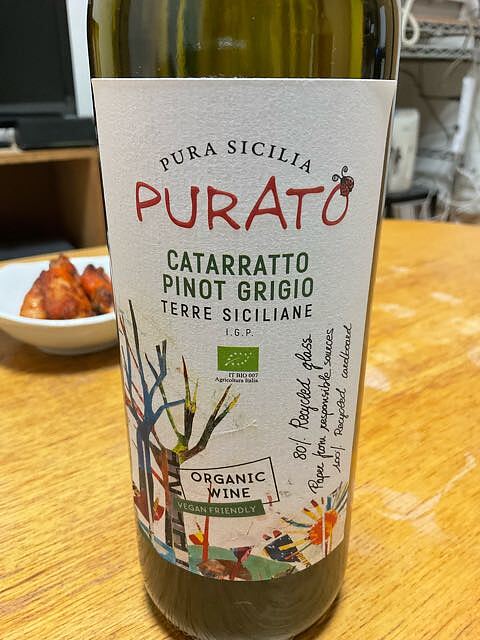 PURA SICILIA
PURATO
CATARRATTO
PINOT GRIGIO
TERRE SICILIANE
I.G.P.
IT BIO 007
Agricoltura Italia
80% Recycled glass
Paper from responsible sources
100% Recycled cardboard
ORGANIC
WINE
VEGAN FRIENDLY